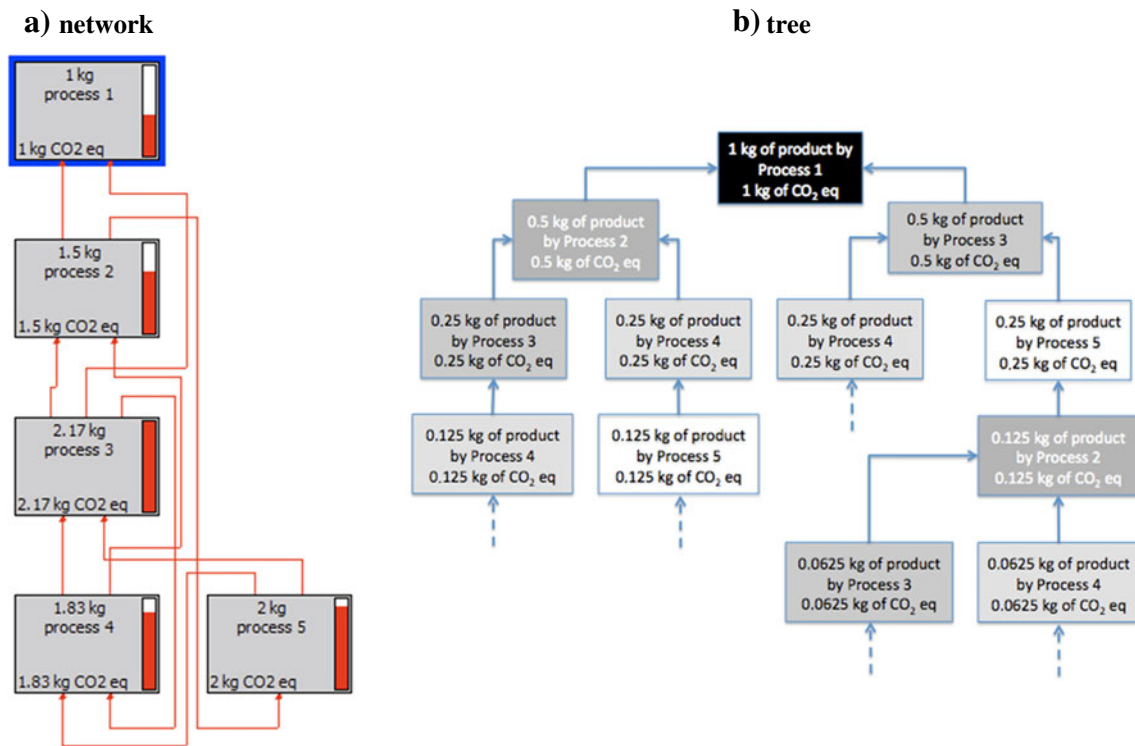 a) network
1 kg
process 1
1 kg CO2 eq
1.5 kg
process 2
1.5 kg CO2 eq
2.17 kg
process 3
2.17 kg CO2 eq
1.83 kg
process 4
1.83 kg CO2 eq
2 kg
process 5
2 kg CO2 eq
b) tree
1 kg of product by
Process 1
1 kg of CO₂ eq
0.5 kg of product
by Process 2
0.5 kg of CO₂ eq
0.5 kg of product
by Process 3
0.5 kg of CO₂ eq
0.25 kg of product
by Process 3
0.25 kg of CO₂ eq
0.25 kg of product
by Process 4
0.25 kg of CO₂ eq
0.25 kg of product
by Process 4
0.25 kg of CO₂ eq
0.25 kg of product
by Process 5
0.25 kg of CO₂ eq
0.125 kg of product
by Process 4
0.125 kg of CO₂ eq
0.125 kg of product
by Process 5
0.125 kg of CO₂ eq
0.125 kg of product
by Process 2
0.125 kg of CO₂ eq
0.0625 kg of product
by Process 3
0.0625 kg of CO₂ eq
0.0625 kg of product
by Process 4
0.0625 kg of CO₂ eq